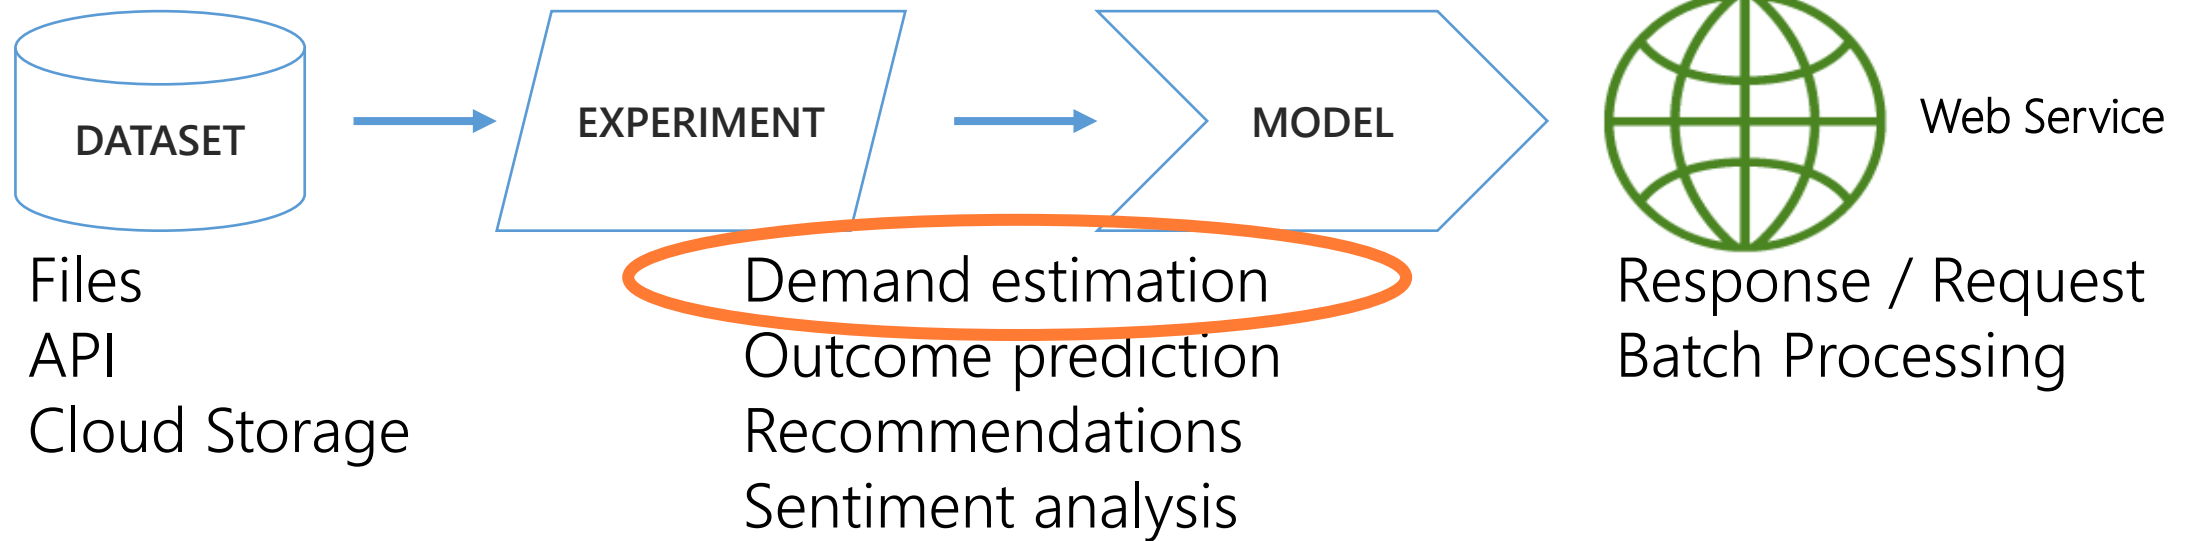 DATASET
EXPERIMENT
MODEL
Web Service
Files
API
Cloud Storage
Demand estimation
Outcome prediction
Recommendations
Sentiment analysis
Response / Request
Batch Processing